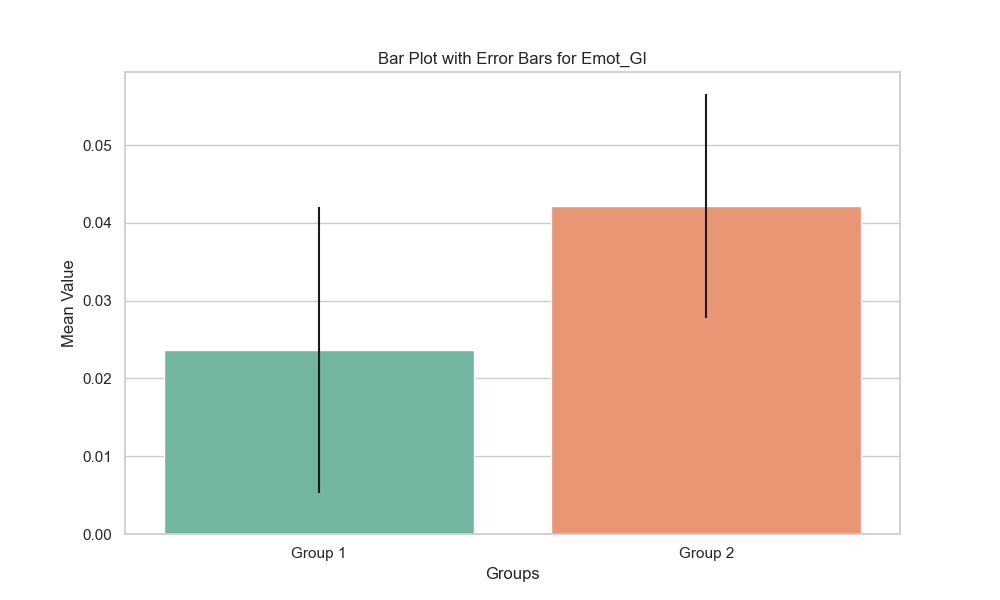 Bar Plot with Error Bars for Emot_GI
0.05
0.04
0.03
0.02
0.01
0.00
Mean Value
Group 1
Group 2
Groups